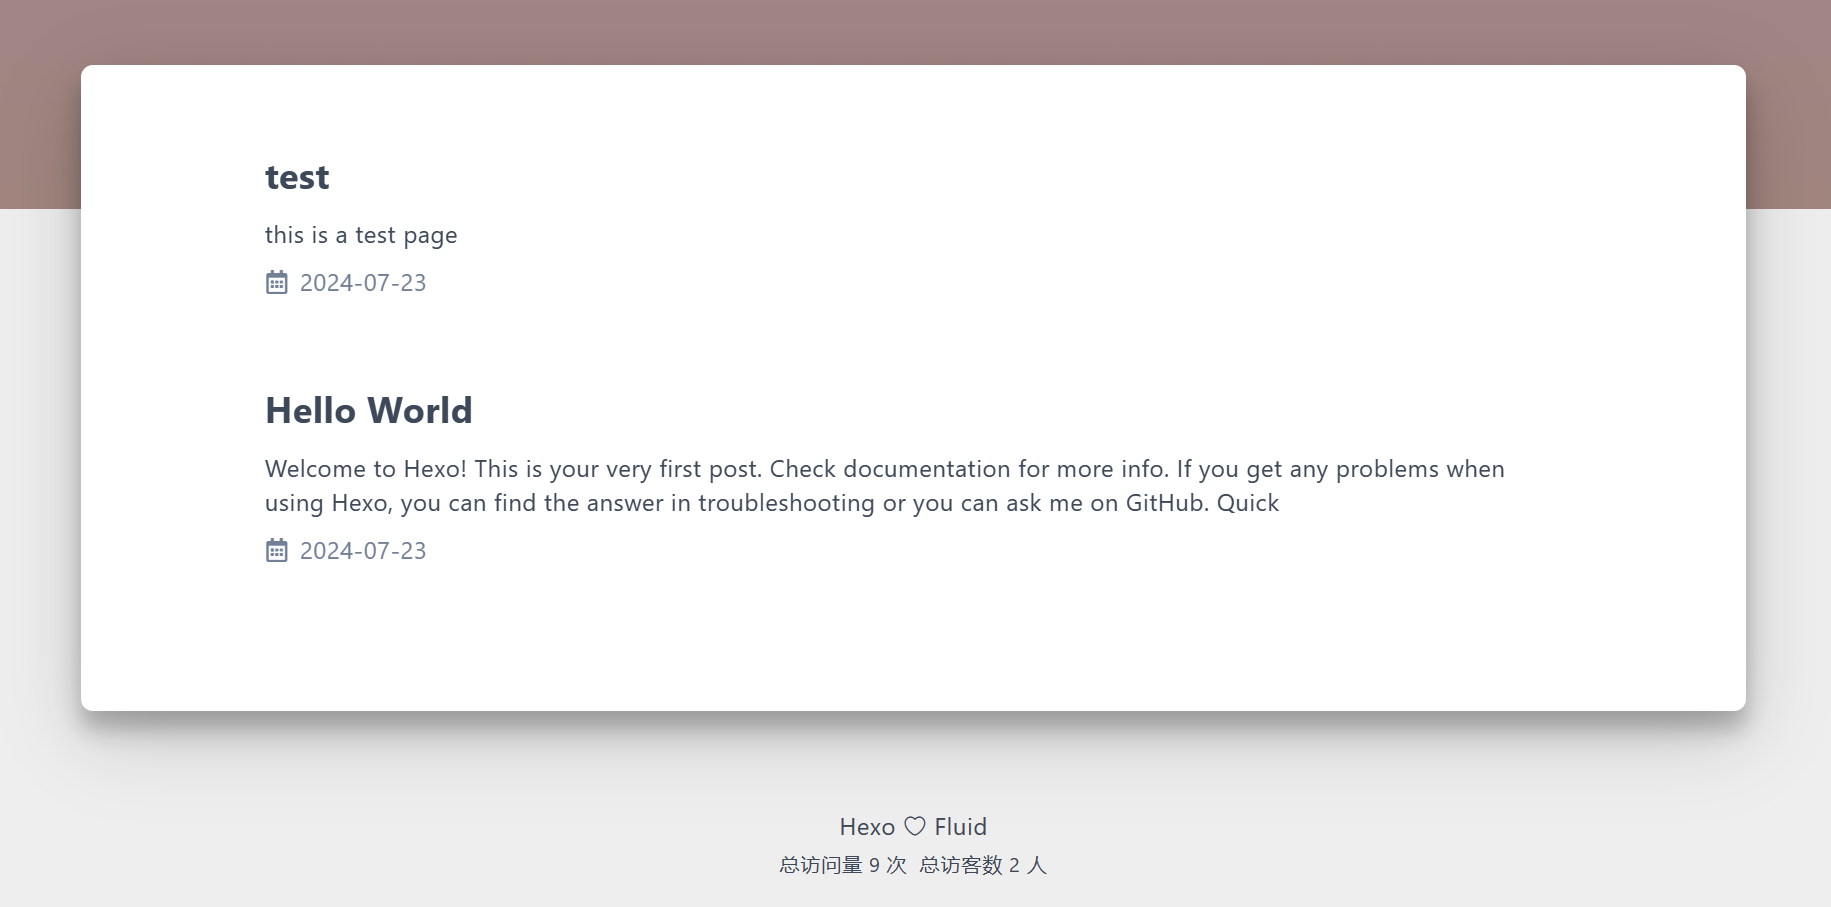 test
this is a test page
2024-07-23
Hello World
Welcome to Hexo! This is your very first post. Check documentation for more info. If you get any problems when
using Hexo, you can find the answer in troubleshooting or you can ask me on GitHub. Quick
2024-07-23
Hexo ♡ Fluid
总访问量 9 次 总访客数 2 人